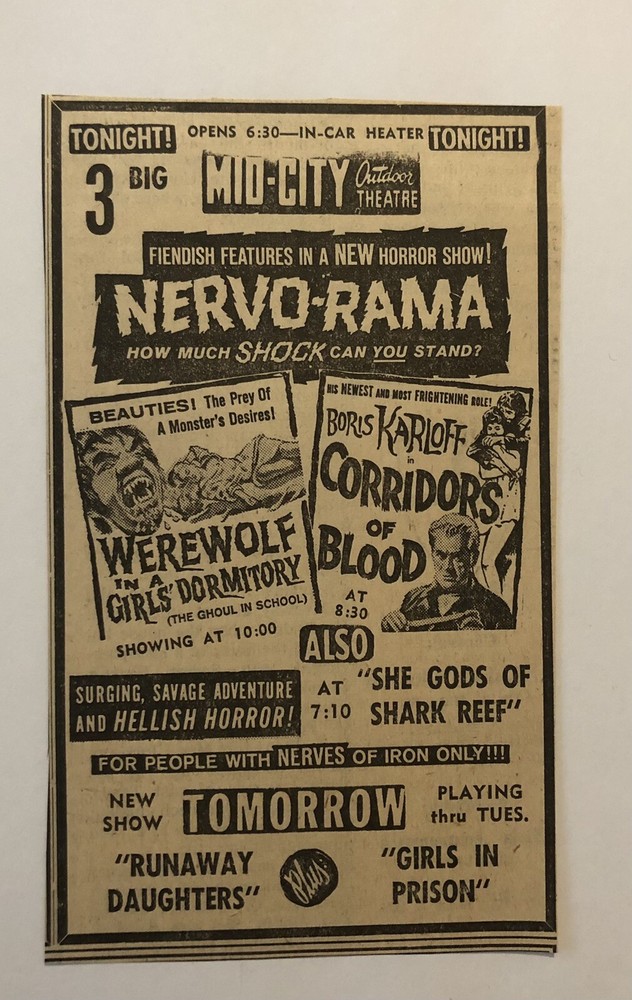 TONIGHT! OPENS 6:30—IN-CAR HEATER TONIGHT!
3 BIG
MID-CITY Outdoor THEATRE
FIENDISH FEATURES IN A NEW HORROR SHOW!
NERVO-RAMA
HOW MUCH SHOCK CAN YOU STAND?
BEAUTIES! The Prey Of
A Monster's Desires!
WEREWOLF
IN A
GIRLS' DORMITORY
(THE GHOUL IN SCHOOL)
SHOWING AT 10:00
HIS NEWEST AND MOST FRIGHTENING ROLE!
BORIS KARLOFF
in
CORRIDORS
OF
BLOOD
AT
8:30
ALSO
SURGING, SAVAGE ADVENTURE
AND HELLISH HORROR!
AT
7:10
"SHE GODS OF
SHARK REEF"
FOR PEOPLE WITH NERVES OF IRON ONLY!!!
NEW
SHOW
TOMORROW
PLAYING
thru TUES.
"RUNAWAY
DAUGHTERS"
Plus
"GIRLS IN
PRISON"